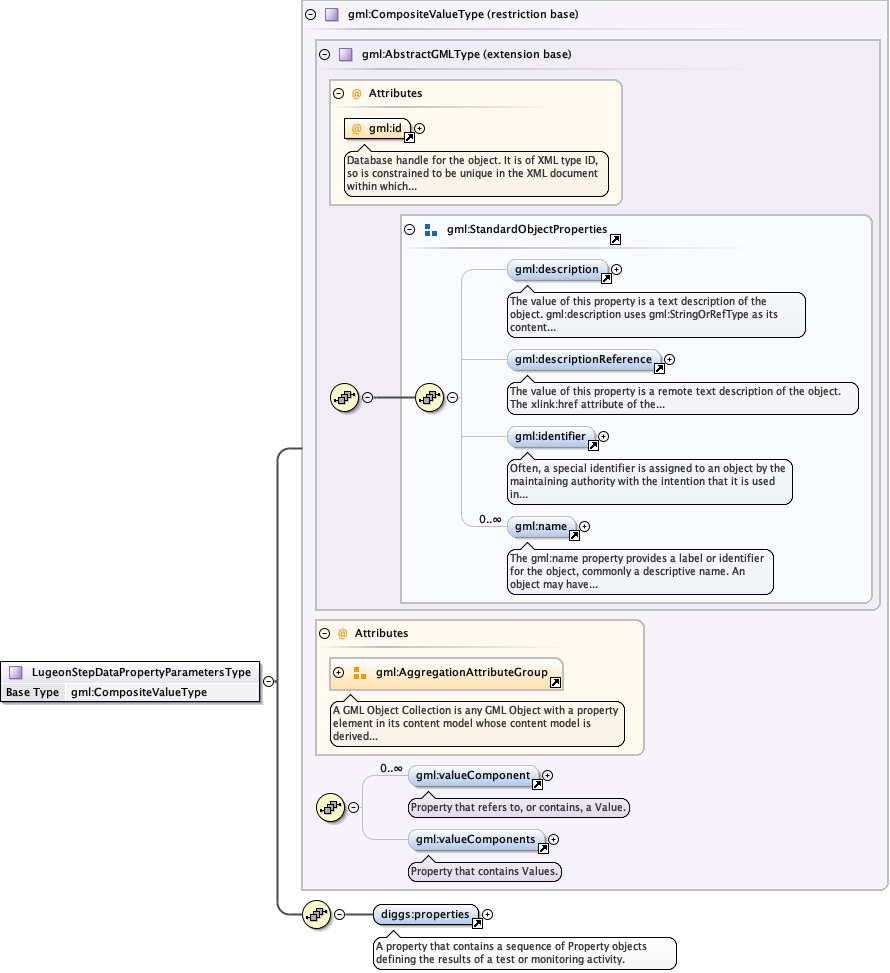 gml:CompositeValueType (restriction base)
gml:AbstractGMLType (extension base)
@ Attributes
@ gml:id
Database handle for the object. It is of XML type ID,
so is constrained to be unique in the XML document
within which...
gml:StandardObjectProperties
gml:description
The value of this property is a text description of the
object. gml:description uses gml:StringOrRefType as its
content...
gml:descriptionReference
The value of this property is a remote text description of the object.
The xlink:href attribute of the...
gml:identifier
Often, a special identifier is assigned to an object by the
maintaining authority with the intention that it is used
in...
0..∞
gml:name
The gml:name property provides a label or identifier
for the object, commonly a descriptive name. An
object may have...
@ Attributes
gml:AggregationAttributeGroup
A GML Object Collection is any GML Object with a property
element in its content model whose content model is
derived...
LugeonStepDataPropertyParametersType
Base Type gml:CompositeValueType
0..∞
gml:valueComponent
Property that refers to, or contains, a Value.
gml:valueComponents
Property that contains Values.
diggs:properties
A property that contains a sequence of Property objects
defining the results of a test or monitoring activity.